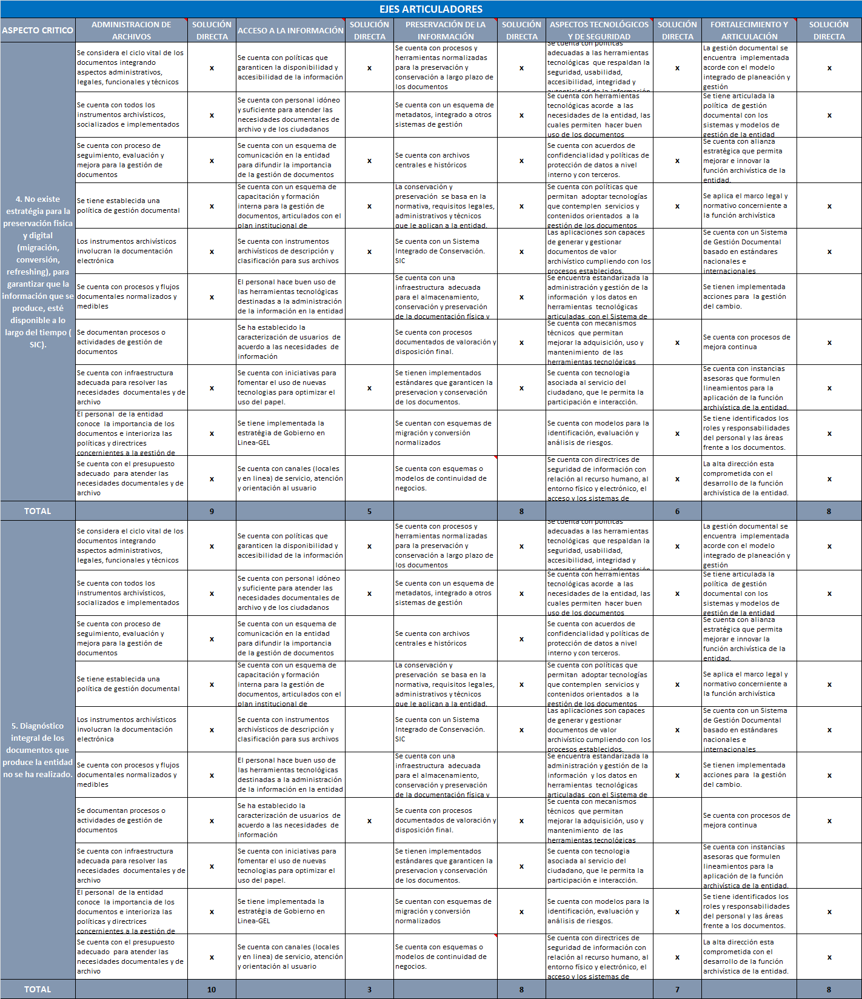 EJES ARTICULADORES
ASPECTO CRITICO
ADMINISTRACION DE
ARCHIVOS
SOLUCIÓN
DIRECTA
ACCESO A LA INFORMACIÓN
SOLUCIÓN
DIRECTA
PRESERVACIÓN DE LA
INFORMACIÓN
SOLUCIÓN
DIRECTA
ASPECTOS TECNOLÓGICOS
Y DE SEGURIDAD
SOLUCIÓN
DIRECTA
FORTALECIMIENTO Y
ARTICULACIÓN
SOLUCIÓN
DIRECTA
4. No existe
estratégia para la
preservación fisica
y digital
(migración,
conversión,
refreshing), para
garantizar que la
información que se
produce, esté
disponible a lo
largo del tiempo (
SIC).
Se considera el ciclo vital de los
documentos integrando
aspectos administrativos,
legales, funcionales y técnicos
x
Se cuenta con políticas que
garanticen la disponibilidad y
accesibilidad de la información
x
Se cuenta con procesos y
herramientas normalizadas
para la preservación y
conservación a largo plazo de
los documentos
x
Se cuenta con políticas
adecuadas a las herramientas
tecnológicas  que respaldan la
seguridad, usabilidad,
accesibilidad, integridad y
autenticidad de la información
x
La gestión documental se
encuentra  implementada
acorde con el modelo
integrado de planeación y
gestión
x
Se cuenta con todos los
instrumentos archivísticos,
socializados e implementados
x
Se cuenta con personal idóneo
y suficiente para atender las
necesidades documentales de
archivo y de los ciudadanos
Se cuenta con un esquema de
metadatos, integrado a otros
sistemas de gestión
x
Se cuenta con herramientas
tecnológicas acorde  a las
necesidades de la entidad, las
cuales permiten  hacer buen
uso de los documentos
Se tiene articulada la
política  de gestión
documental con los
sistemas y modelos de
gestión de la entidad
x
Se cuenta con proceso de
seguimiento, evaluación y
mejora para la gestión de
documentos
x
Se cuenta con un esquema de
comunicación en la entidad
para difundir la importancia
de la gestión de documentos
x
Se cuenta con archivos
centrales e históricos
x
Se cuenta con acuerdos de
confidencialidad y políticas de
protección de datos a nivel
interno y con terceros.
x
Se cuenta con alianza
estratégica que permita
mejorar e innovar la
función archivística de la
entidad.
Se tiene establecida una
política de gestión documental
x
Se cuenta con un esquema de
capacitación y formación
interna para la gestión de
documentos, articulados con el
plan institucional de
x
La conservación y
preservación  se basa en la
normativa, requisitos legales,
administrativos y técnicos
que le aplican a la entidad.
x
Se cuenta con políticas que
permitan  adoptar tecnologías
que contemplen  servicios y
contenidos orientados  a la
gestión de los documentos
x
Se aplica el marco legal y
normativo concerniente a
la función archivística
x
Los instrumentos archivísticos
involucran la documentación
electrónica
x
Se cuenta con instrumentos
archivísticos de descripción y
clasificación para sus archivos
x
Se cuenta con un Sistema
Integrado de Conservación.
SIC
x
Las aplicaciones son capaces
de generar y gestionar
documentos de valor
archivístico cumpliendo con los
procesos establecidos.
Se cuenta con un Sistema
de Gestión Documental
basado en estándares
nacionales e
internacionales
x
Se cuenta con procesos y flujos
documentales normalizados y
medibles
x
El personal hace buen uso de
las herramientas tecnológicas
destinadas a la administración
de la información en la entidad
Se cuenta con una
infraestructura  adecuada
para el almacenamiento,
conservación y preservación
de la documentación física y
x
Se encuentra estandarizada la
administración y gestión de la
información  y los datos en
herramientas  tecnológicas
articuladas  con el Sistema de
Se tienen implementada
acciones para  la gestión
del cambio.
Se documentan procesos o
actividades de gestión de
documentos
x
Se ha establecido la
caracterización de usuarios  de
acuerdo a las necesidades  de
información
Se cuenta con procesos
documentados de valoración y
disposición final.
x
Se cuenta con mecanismos
técnicos  que permitan
mejorar la adquisición, uso y
mantenimiento  de las
herramientas tecnológicas
x
Se cuenta con procesos de
mejora continua
x
Se cuenta con infraestructura
adecuada para resolver las
necesidades  documentales y de
archivo
x
Se cuenta con iniciativas para
fomentar el uso de nuevas
tecnologias para optimizar el
uso del papel.
x
Se tienen implementados
estándares que garanticen la
preservacion y conservación
de los documentos.
x
Se cuenta con tecnologia
asociada al servicio del
ciudadano, que le permita la
participación e interacción.
Se cuenta con instancias
asesoras que formulen
lineamientos para la
aplicación de la función
archivística de la entidad.
x
El personal  de la entidad
conoce  la importancia de los
documentos e interioriza las
políticas y directrices
concernientes a la gestión de
x
Se tiene implementada la
estratégia de Gobierno en
Linea-GEL
Se cuentan con esquemas de
migración y conversión
normalizados
Se cuenta con modelos para la
identificación, evaluación y
análisis de riesgos.
x
Se tiene identificados los
roles y responsabilidades
del personal y las áreas
frente a los documentos.
x
Se cuenta con el presupuesto
adecuado  para atender las
necesidades documentales y de
archivo
x
Se cuenta con canales (locales
y en linea) de servicio, atención
y orientación al usuario
Se cuenta con esquemas o
modelos de continuidad de
negocios.
Se cuenta con directrices de
seguridad de información con
relación al recurso humano, al
entorno físico y electrónico, el
acceso y los sistemas de
x
La alta dirección esta
comprometida con el
desarrollo de la función
archivística de la entidad.
x
TOTAL
9
5
8
6
8
5. Diagnóstico
integral de los
documentos que
produce la entidad
no se ha realizado.
Se considera el ciclo vital de los
documentos integrando
aspectos administrativos,
legales, funcionales y técnicos
x
Se cuenta con políticas que
garanticen la disponibilidad y
accesibilidad de la información
x
Se cuenta con procesos y
herramientas normalizadas
para la preservación y
conservación a largo plazo de
los documentos
x
Se cuenta con políticas
adecuadas a las herramientas
tecnológicas  que respaldan la
seguridad, usabilidad,
accesibilidad, integridad y
autenticidad de la información
x
La gestión documental se
encuentra  implementada
acorde con el modelo
integrado de planeación y
gestión
x
Se cuenta con todos los
instrumentos archivísticos,
socializados e implementados
x
Se cuenta con personal idóneo
y suficiente para atender las
necesidades documentales de
archivo y de los ciudadanos
x
Se cuenta con un esquema de
metadatos, integrado a otros
sistemas de gestión
x
Se cuenta con herramientas
tecnológicas acorde  a las
necesidades de la entidad, las
cuales permiten  hacer buen
uso de los documentos
x
Se tiene articulada la
política  de gestión
documental con los
sistemas y modelos de
gestión de la entidad
x
Se cuenta con proceso de
seguimiento, evaluación y
mejora para la gestión de
documentos
x
Se cuenta con un esquema de
comunicación en la entidad
para difundir la importancia
de la gestión de documentos
Se cuenta con archivos
centrales e históricos
x
Se cuenta con acuerdos de
confidencialidad y políticas de
protección de datos a nivel
interno y con terceros.
Se cuenta con alianza
estratégica que permita
mejorar e innovar la
función archivística de la
entidad.
Se tiene establecida una
política de gestión documental
x
Se cuenta con un esquema de
capacitación y formación
interna para la gestión de
documentos, articulados con el
plan institucional de
La conservación y
preservación  se basa en la
normativa, requisitos legales,
administrativos y técnicos
que le aplican a la entidad.
x
Se cuenta con políticas que
permitan  adoptar tecnologías
que contemplen  servicios y
contenidos orientados  a la
gestión de los documentos
x
Se aplica el marco legal y
normativo concerniente a
la función archivística
x
Los instrumentos archivísticos
involucran la documentación
electrónica
x
Se cuenta con instrumentos
archivísticos de descripción y
clasificación para sus archivos
Se cuenta con un Sistema
Integrado de Conservación.
SIC
x
Las aplicaciones son capaces
de generar y gestionar
documentos de valor
archivístico cumpliendo con los
procesos establecidos.
x
Se cuenta con un Sistema
de Gestión Documental
basado en estándares
nacionales e
internacionales
x
Se cuenta con procesos y flujos
documentales normalizados y
medibles
x
El personal hace buen uso de
las herramientas tecnológicas
destinadas a la administración
de la información en la entidad
Se cuenta con una
infraestructura  adecuada
para el almacenamiento,
conservación y preservación
de la documentación física y
Se encuentra estandarizada la
administración y gestión de la
información  y los datos en
herramientas  tecnológicas
articuladas  con el Sistema de
x
Se tienen implementada
acciones para  la gestión
del cambio.
x
Se documentan procesos o
actividades de gestión de
documentos
x
Se ha establecido la
caracterización de usuarios  de
acuerdo a las necesidades  de
información
x
Se cuenta con procesos
documentados de valoración y
disposición final.
x
Se cuenta con mecanismos
técnicos  que permitan
mejorar la adquisición, uso y
mantenimiento  de las
herramientas tecnológicas
Se cuenta con procesos de
mejora continua
x
Se cuenta con infraestructura
adecuada para resolver las
necesidades  documentales y de
archivo
x
Se cuenta con iniciativas para
fomentar el uso de nuevas
tecnologias para optimizar el
uso del papel.
Se tienen implementados
estándares que garanticen la
preservacion y conservación
de los documentos.
x
Se cuenta con tecnologia
asociada al servicio del
ciudadano, que le permita la
participación e interacción.
Se cuenta con instancias
asesoras que formulen
lineamientos para la
aplicación de la función
archivística de la entidad.
El personal  de la entidad
conoce  la importancia de los
documentos e interioriza las
políticas y directrices
concernientes a la gestión de
x
Se tiene implementada la
estratégia de Gobierno en
Linea-GEL
Se cuentan con esquemas de
migración y conversión
normalizados
x
Se cuenta con modelos para la
identificación, evaluación y
análisis de riesgos.
x
Se tiene identificados los
roles y responsabilidades
del personal y las áreas
frente a los documentos.
x
Se cuenta con el presupuesto
adecuado  para atender las
necesidades documentales y de
archivo
x
Se cuenta con canales (locales
y en linea) de servicio, atención
y orientación al usuario
Se cuenta con esquemas o
modelos de continuidad de
negocios.
Se cuenta con directrices de
seguridad de información con
relación al recurso humano, al
entorno físico y electrónico, el
acceso y los sistemas de
x
La alta dirección esta
comprometida con el
desarrollo de la función
archivística de la entidad.
x
TOTAL
10
3
8
7
8